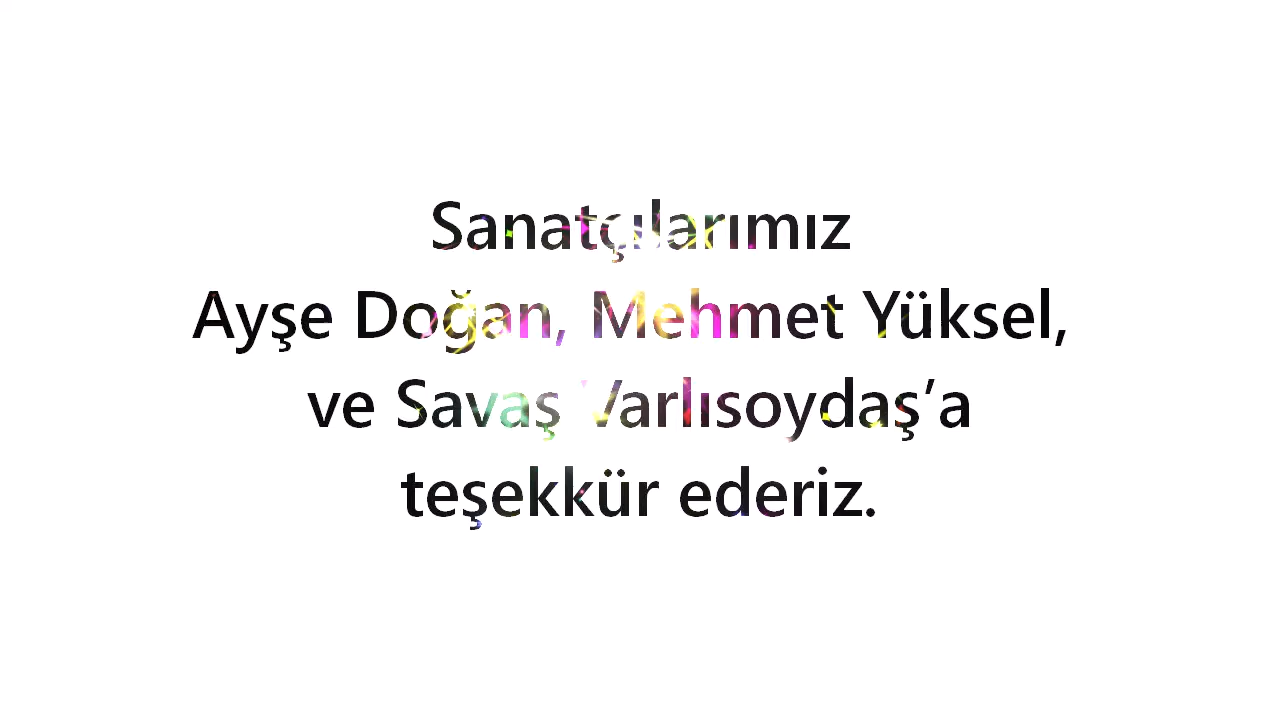 Sanatçılarımız
Ayşe Doğan, Mehmet Yüksel,
ve Savaş Varlısoydaş’a
teşekkür ederiz.